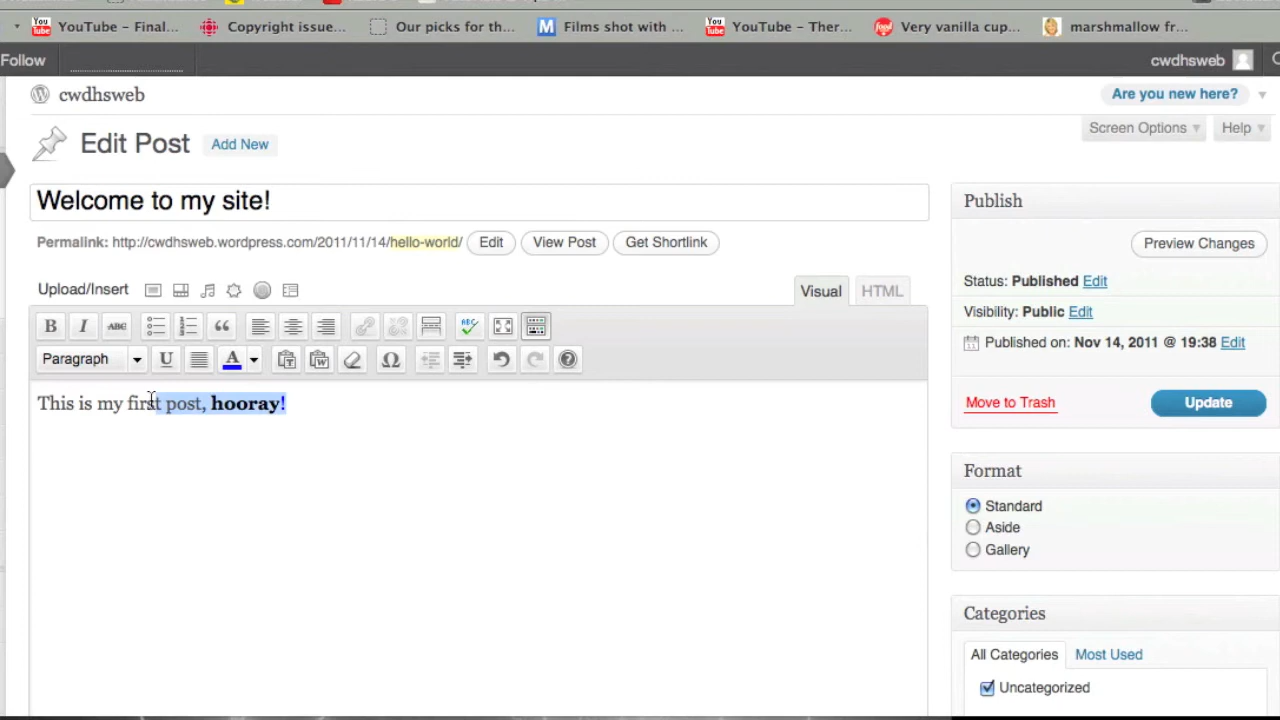 YouTube – Final... Copyright issue... Our picks for th... M Films shot with ... YouTube – Ther... Very vanilla cup... marshmallow fr...
Follow cwdhsweb
cwdhsweb Are you new here?
Screen Options Help
Edit Post Add New
Welcome to my site!
Permalink: http://cwdhsweb.wordpress.com/2011/11/14/hello-world/ Edit View Post Get Shortlink
Upload/Insert Visual HTML
B I ABC ABC
Paragraph U A Ω
This is my first post, hooray!
Publish
Preview Changes
Status: Published Edit
Visibility: Public Edit
Published on: Nov 14, 2011 @ 19:38 Edit
Move to Trash Update
Format
Standard
Aside
Gallery
Categories
All Categories Most Used
Uncategorized